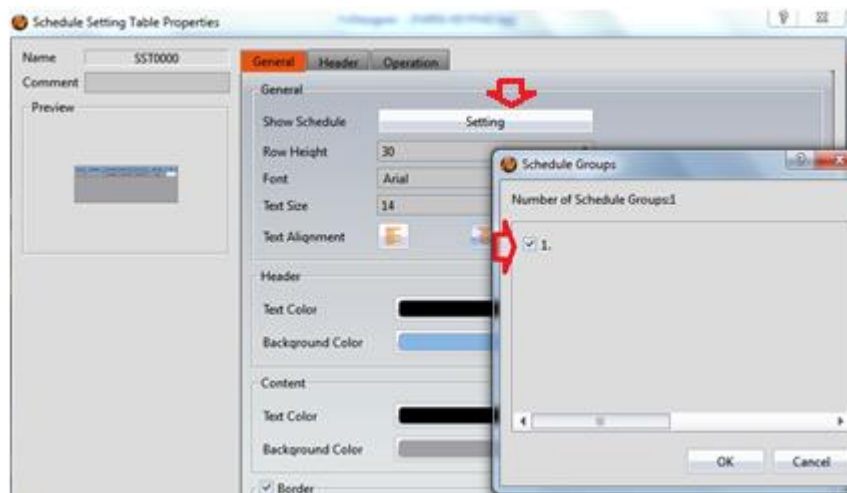 Schedule Setting Table Properties
Name SST0000
Comment
Preview
General Header Operation
General
Show Schedule Setting
Row Height 30
Font Arial
Text Size 14
Text Alignment
Header
Text Color
Background Color
Content
Text Color
Background Color
Border
Schedule Groups
Number of Schedule Groups:1
1.
OK Cancel